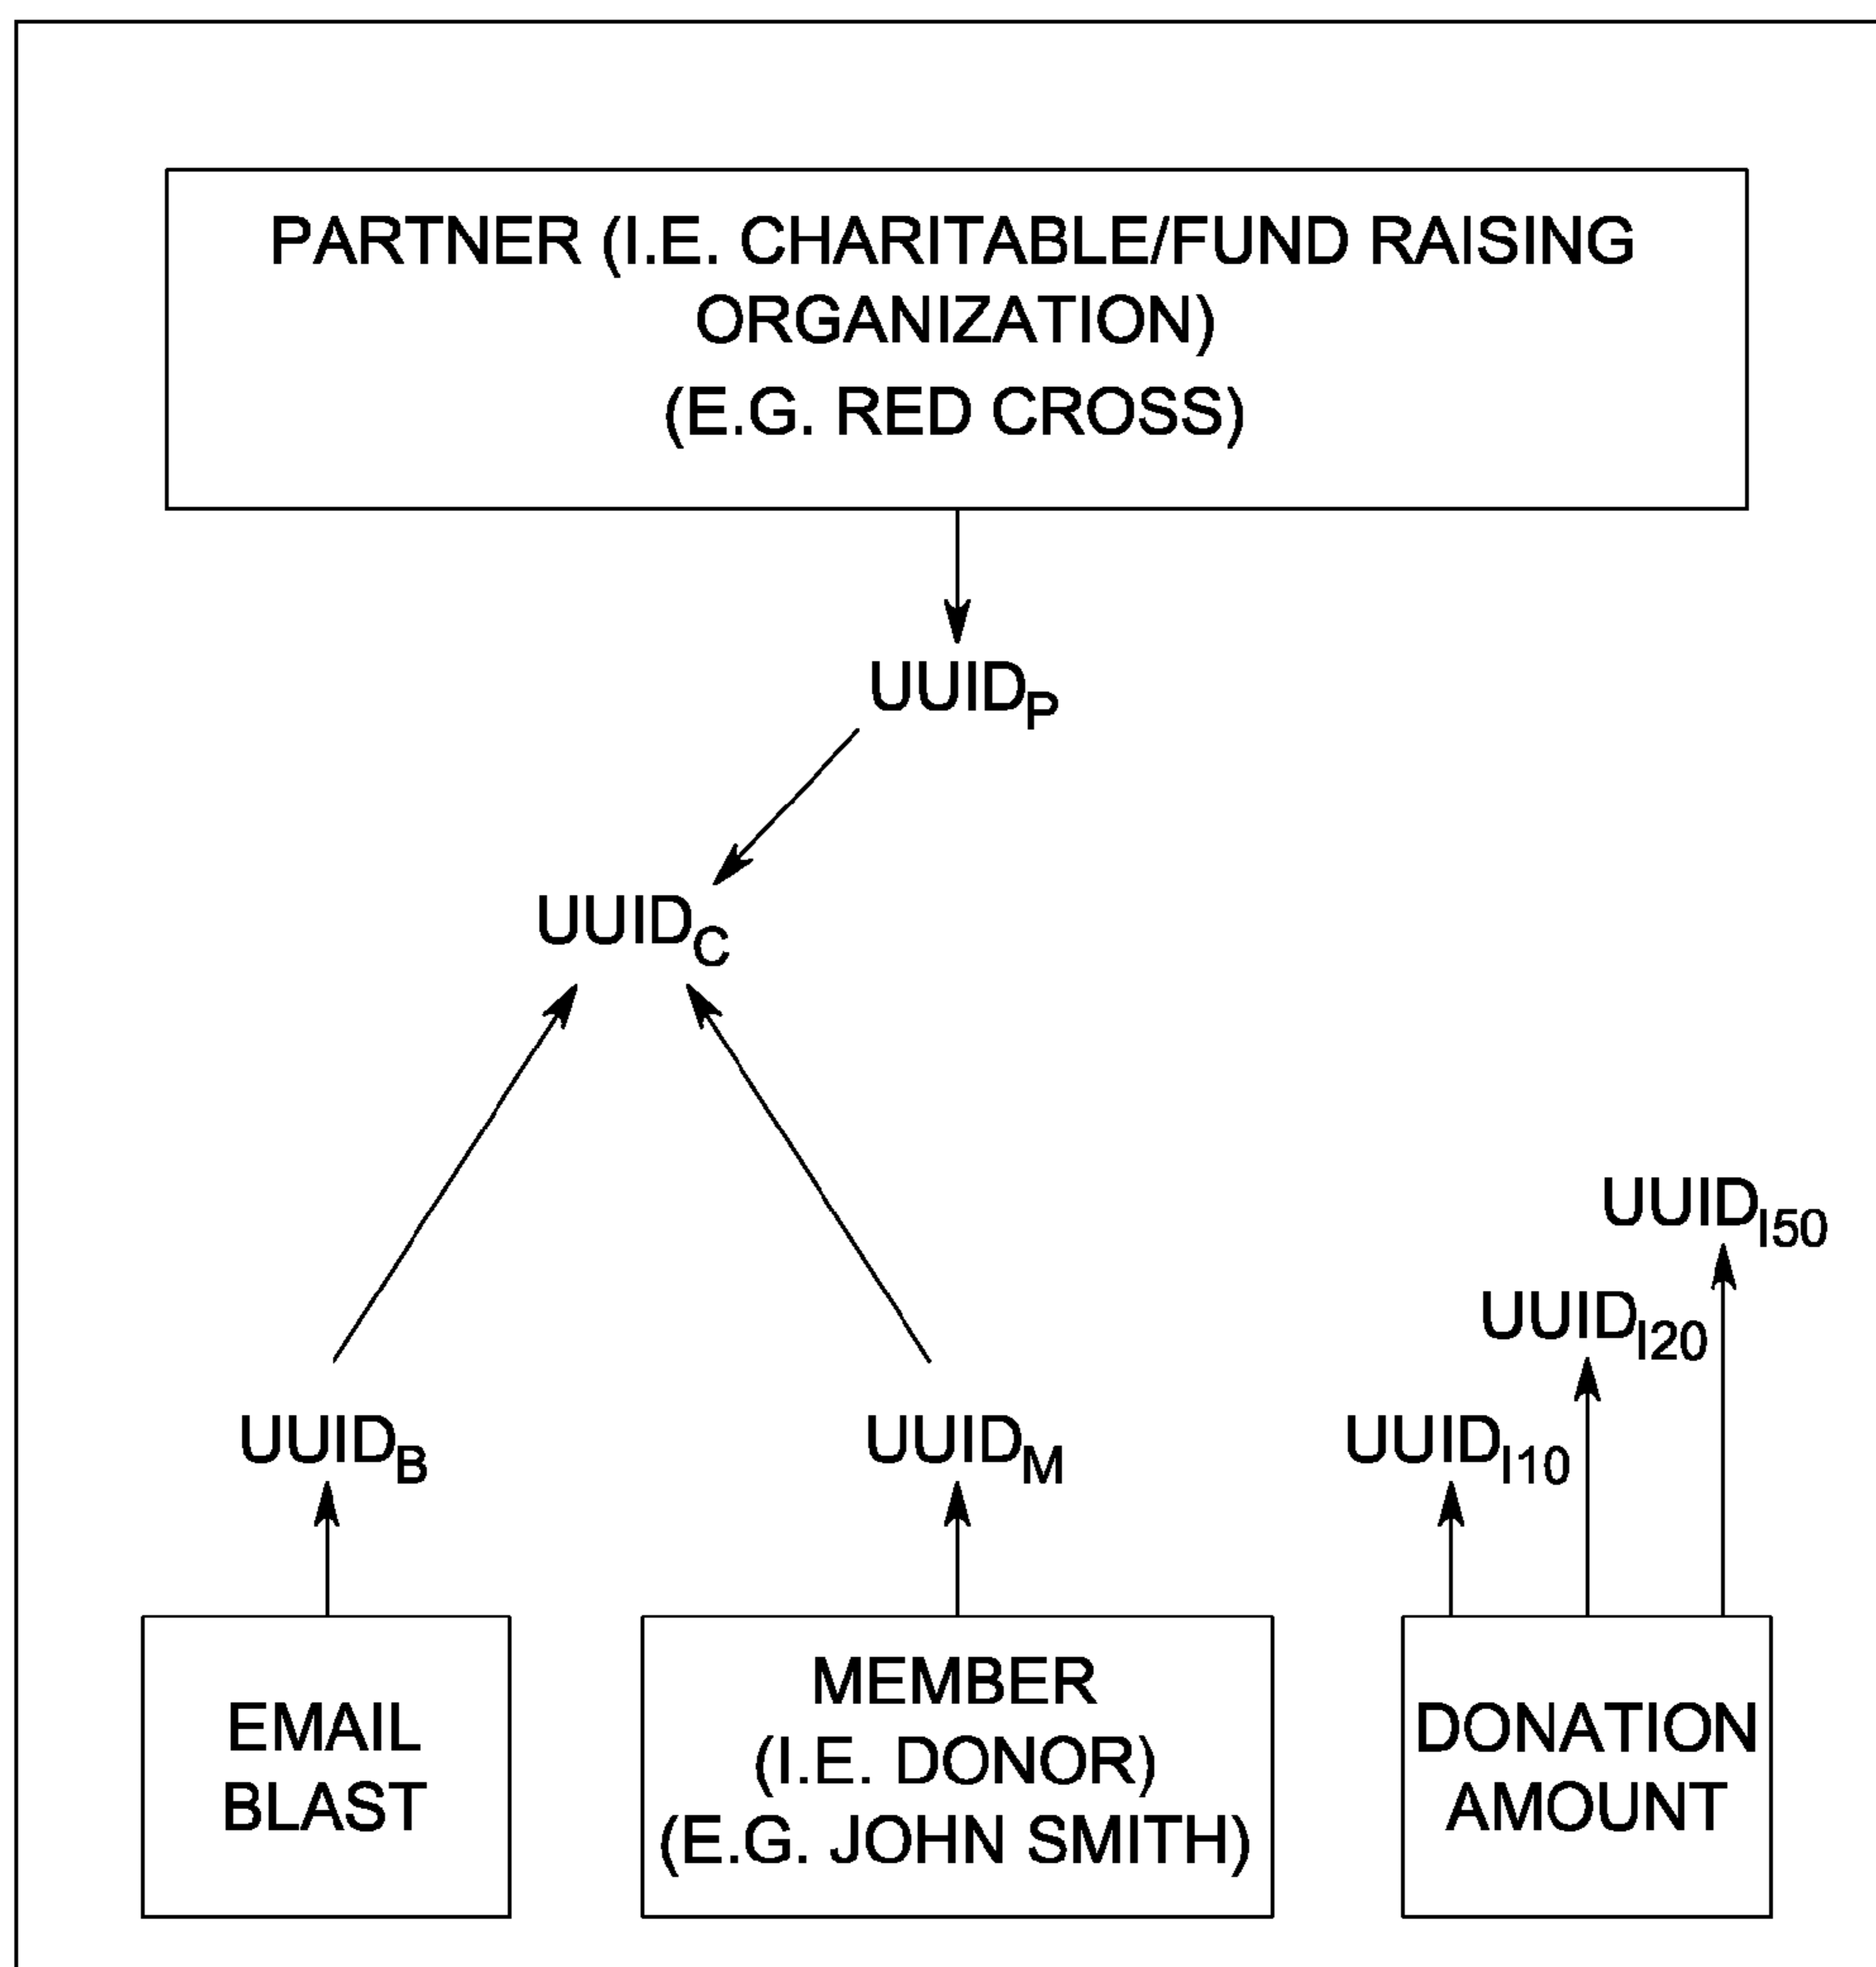 PARTNER (I.E. CHARITABLE/FUND RAISING
ORGANIZATION)
(E.G. RED CROSS)
UUIDP
UUIDC
UUIDI50
UUIDI20
UUIDB
UUIDM
UUIDI10
EMAIL
BLAST
MEMBER
(I.E. DONOR)
(E.G. JOHN SMITH)
DONATION
AMOUNT